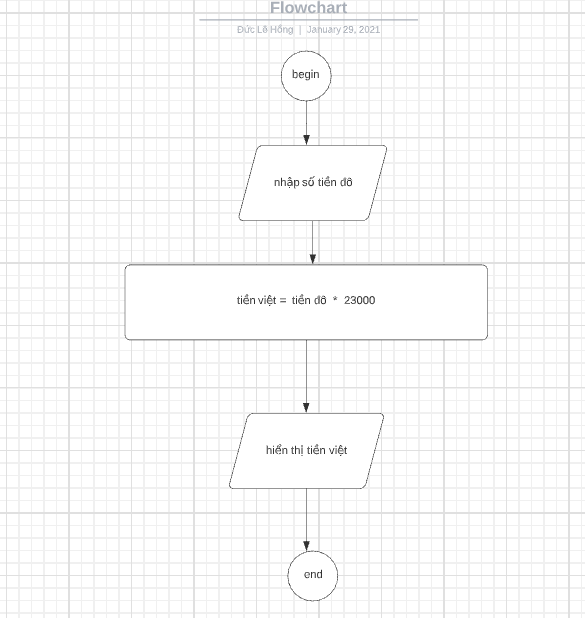 Flowchart
Đức Lê Hồng | January 29, 2021
begin
nhập số tiền đô
tiền việt = tiền đô * 23000
hiển thị tiền việt
end